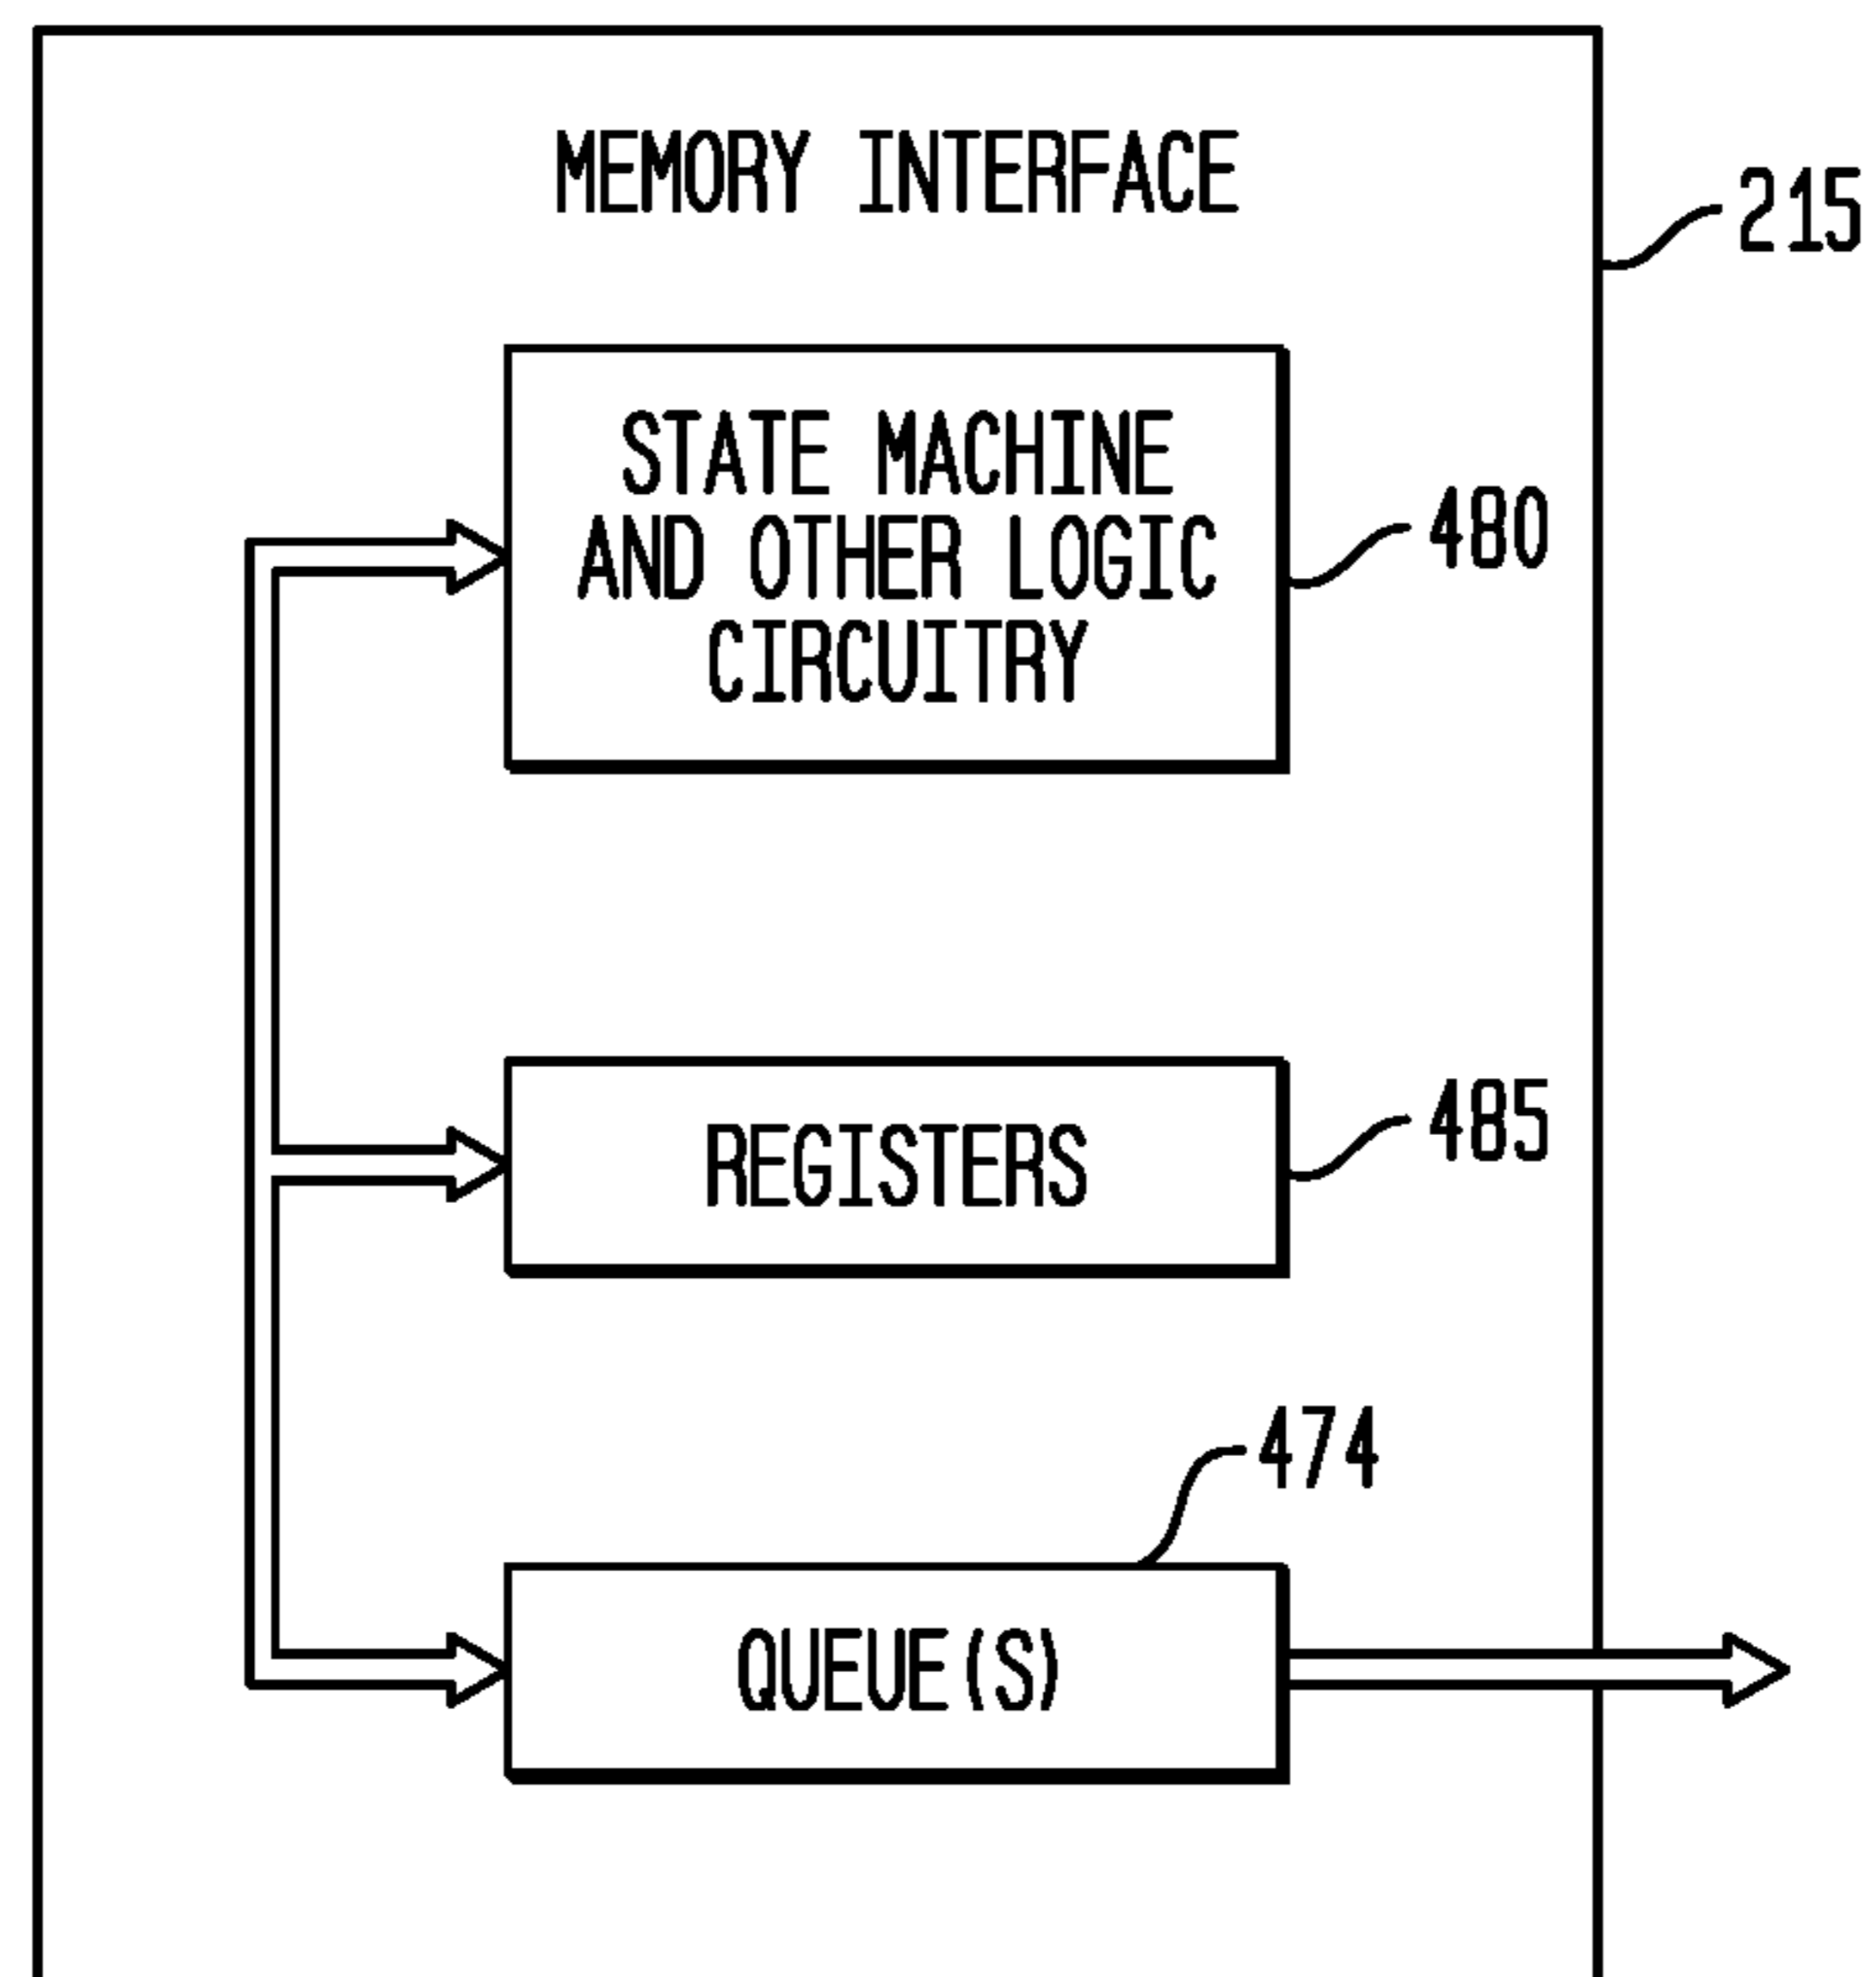 MEMORY INTERFACE
215
STATE MACHINE
AND OTHER LOGIC
CIRCUITRY
480
REGISTERS
485
474
QUEUE(S)